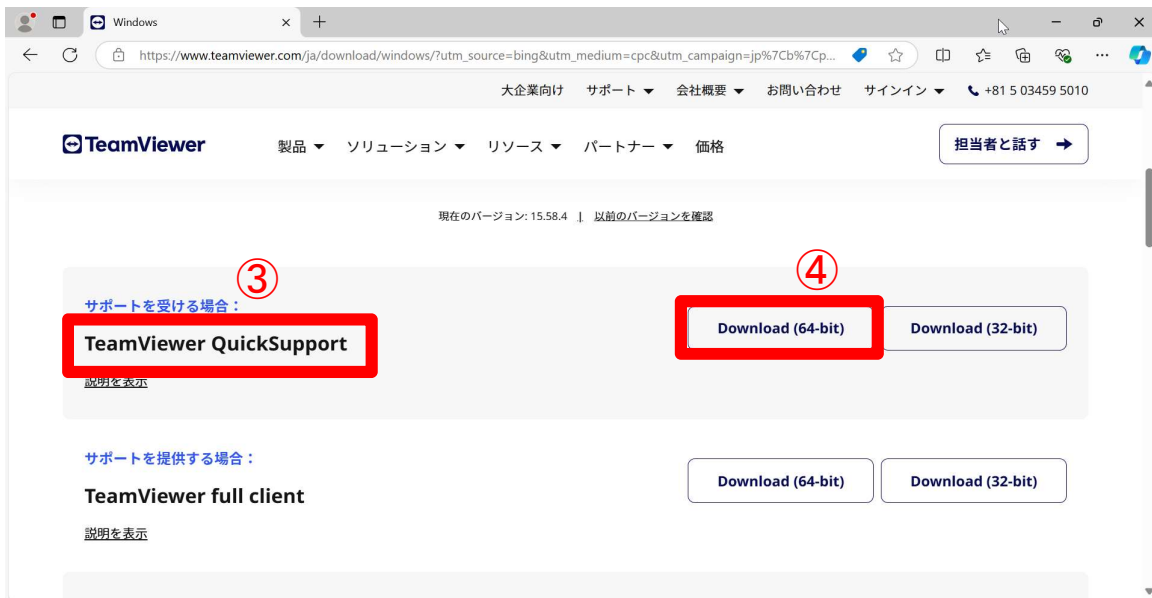 Windows
https://www.teamviewer.com/ja/download/windows/?utm_source=bing&utm_medium=cpc&utm_campaign=jp%7Cb%7Cp...
大企業向け サポート 会社概要 お問い合わせ サインイン +81 5 03459 5010
TeamViewer 製品 ソリューション リソース パートナー 価格 担当者と話す →
現在のバージョン: 15.58.4 | 以前のバージョンを確認
③ ④
サポートを受ける場合：
TeamViewer QuickSupport Download (64-bit) Download (32-bit)
説明を表示
サポートを提供する場合：
TeamViewer full client Download (64-bit) Download (32-bit)
説明を表示